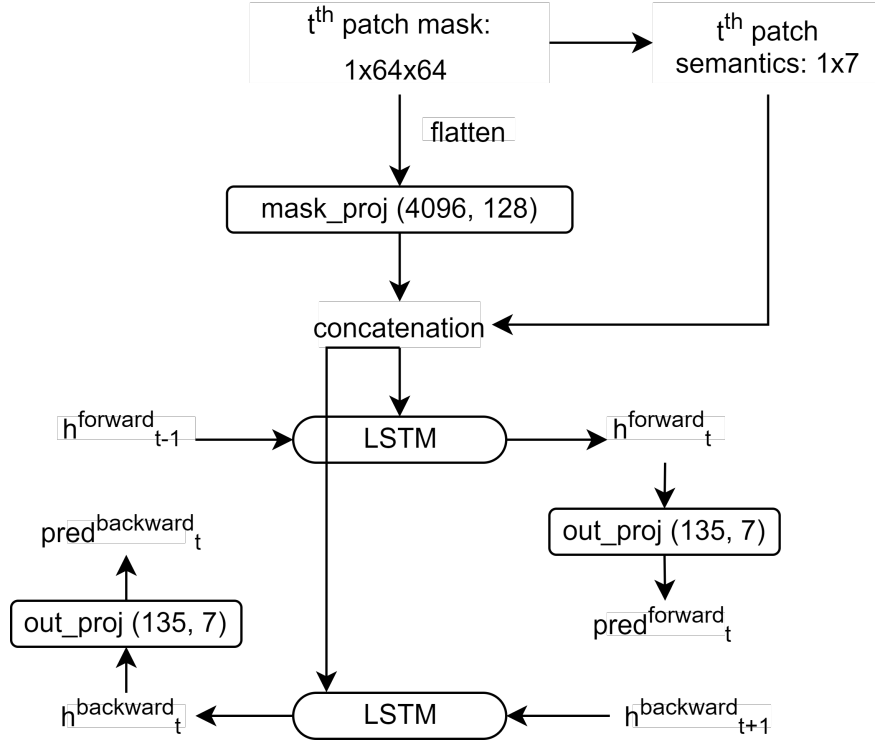 t^th patch mask:
1x64x64
t^th patch
semantics: 1x7
flatten
mask_proj (4096, 128)
concatenation
h^forward_t-1
LSTM
h^forward_t
pred^backward_t
out_proj (135, 7)
out_proj (135, 7)
pred^forward_t
h^backward_t
LSTM
h^backward_t+1